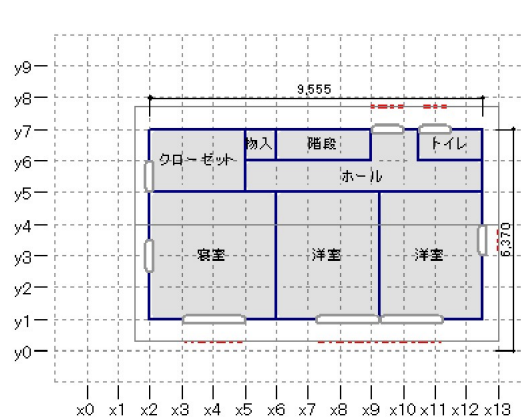 y9
y8
9,555
y7
物入
階段
トイレ
クローゼット
y6
ホール
y5
y4
6,370
y3
寝室
洋室
洋室
y2
y1
y0
x0 x1 x2 x3 x4 x5 x6 x7 x8 x9 x10 x11 x12 x13